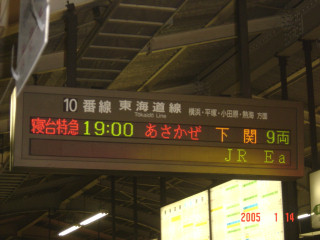 10番線 東海道線 横浜・平塚・小田原・熱海 方面
Tokaido Line
寝台特急 19:00 あさかぜ 下関 9両
JR Ea
2005 1 14